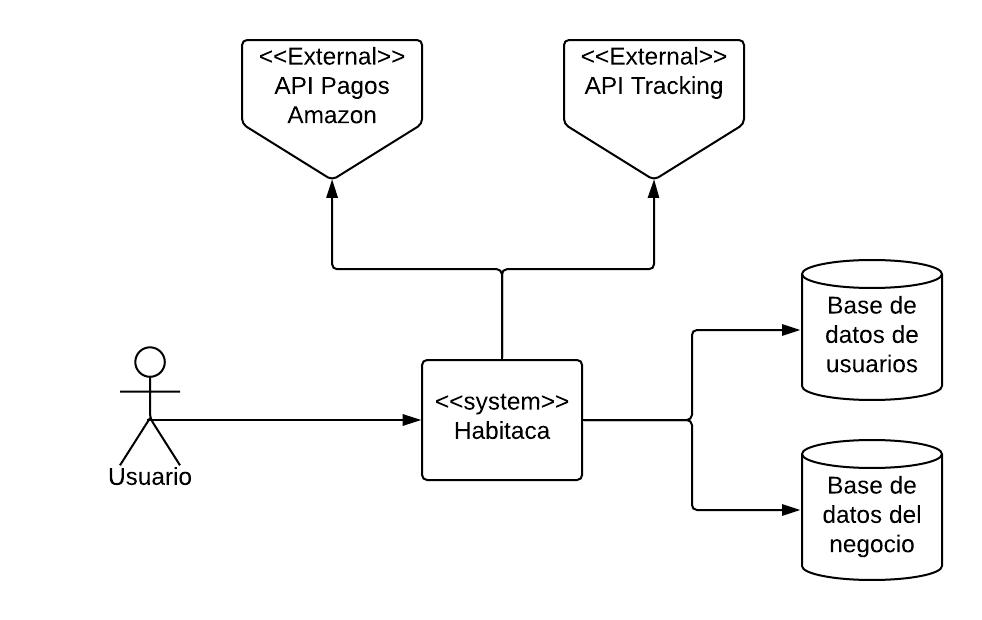 <<External>>
API Pagos
Amazon
<<External>>
API Tracking
Base de
datos de
usuarios
<<system>>
Habitaca
Usuario
Base de
datos del
negocio